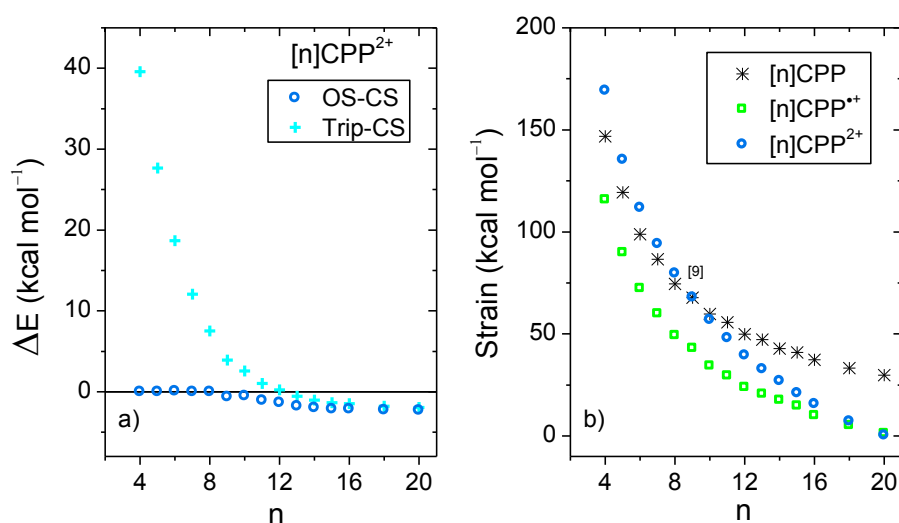 [n]CPP²⁺
OS-CS
Trip-CS
ΔE (kcal mol⁻¹)
40
30
20
10
0
a)
4
8
12
16
20
n
[n]CPP
[n]CPP•⁺
[n]CPP²⁺
[9]
Strain (kcal mol⁻¹)
200
150
100
50
0
b)
4
8
12
16
20
n